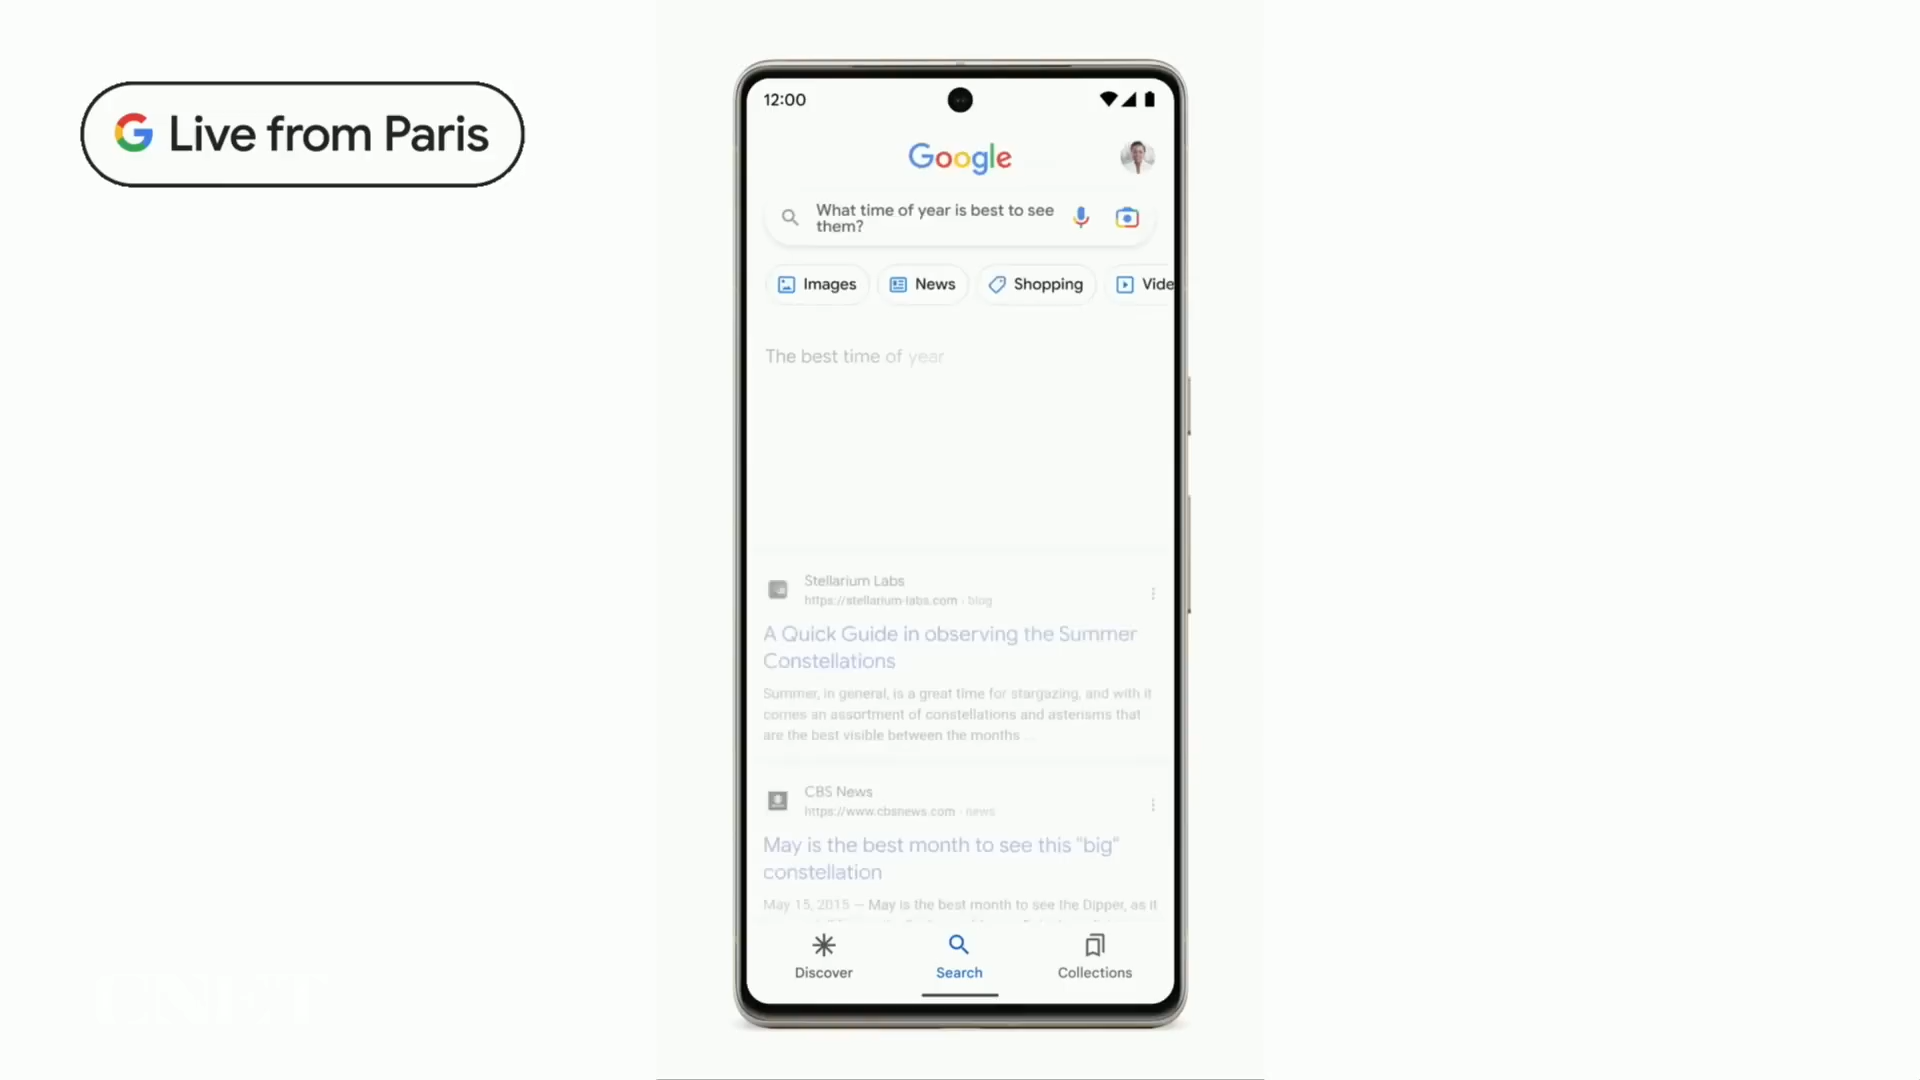 Live from Paris
12:00
Google
What time of year is best to see
them?
Images
News
Shopping
Vide
The best time of year
Stellarium Labs
https://stellarium-labs.com · blog
A Quick Guide in observing the Summer
Constellations
Summer, in general, is a great time for stargazing, and with it
comes an assortment of constellations and asterisms that
are the best visible between the months ...
CBS News
https://www.cbsnews.com · news
May is the best month to see this "big"
constellation
May 15, 2015 — May is the best month to see the Dipper, as it
Discover
Search
Collections
CNET